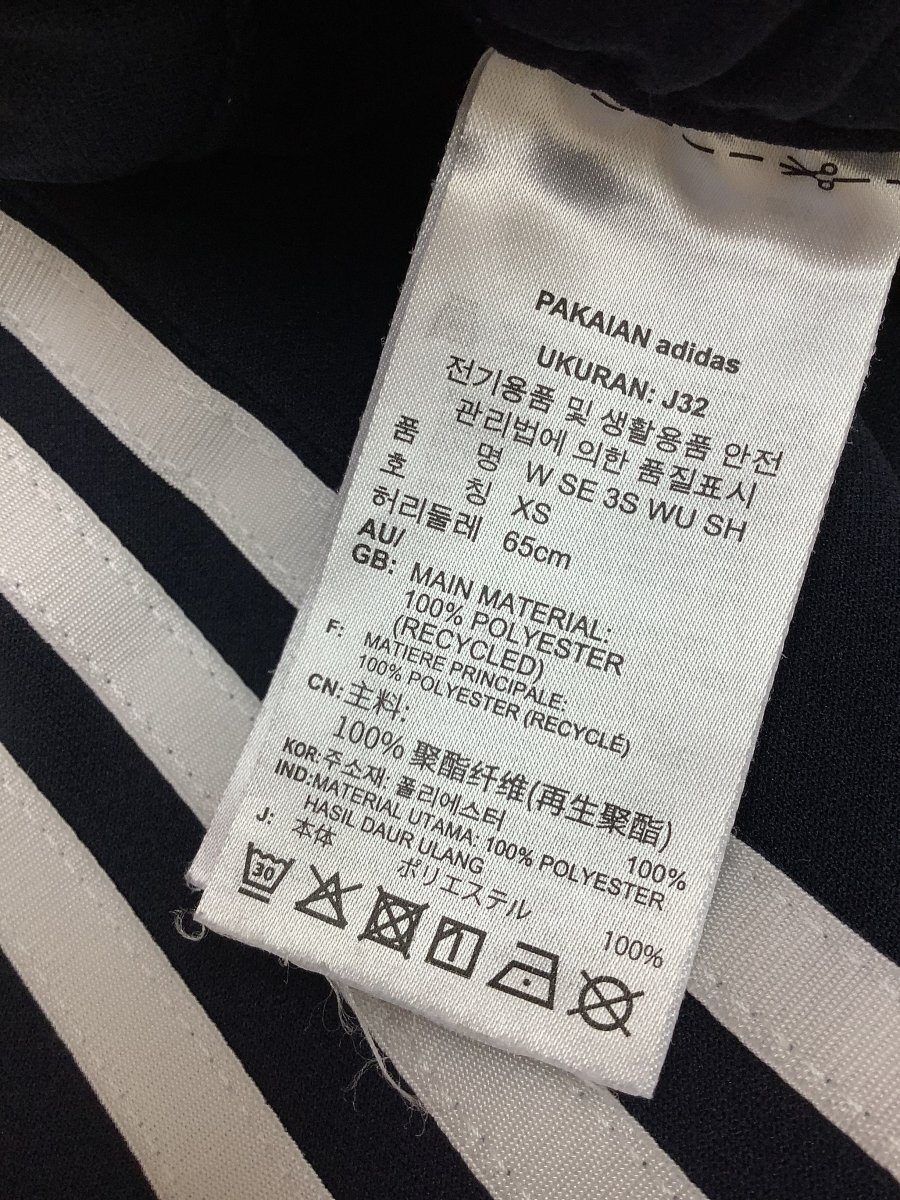 PAKAIAN adidas
UKURAN: J32
전기용품 및 생활용품 안전
관리법에 의한 품질표시
품 명 W SE 3S WU SH
호 칭 XS
허리둘레 65cm
AU/
GB: MAIN MATERIAL:
100% POLYESTER
(RECYCLED)
F: MATIERE PRINCIPALE:
100% POLYESTER (RECYCLÉ)
CN: 主料:
100% 聚酯纤维(再生聚酯)
KOR: 주소재: 폴리에스터 100%
IND: MATERIAL UTAMA: 100% POLYESTER
HASIL DAUR ULANG
J: 本体
ポリエステル 100%
30